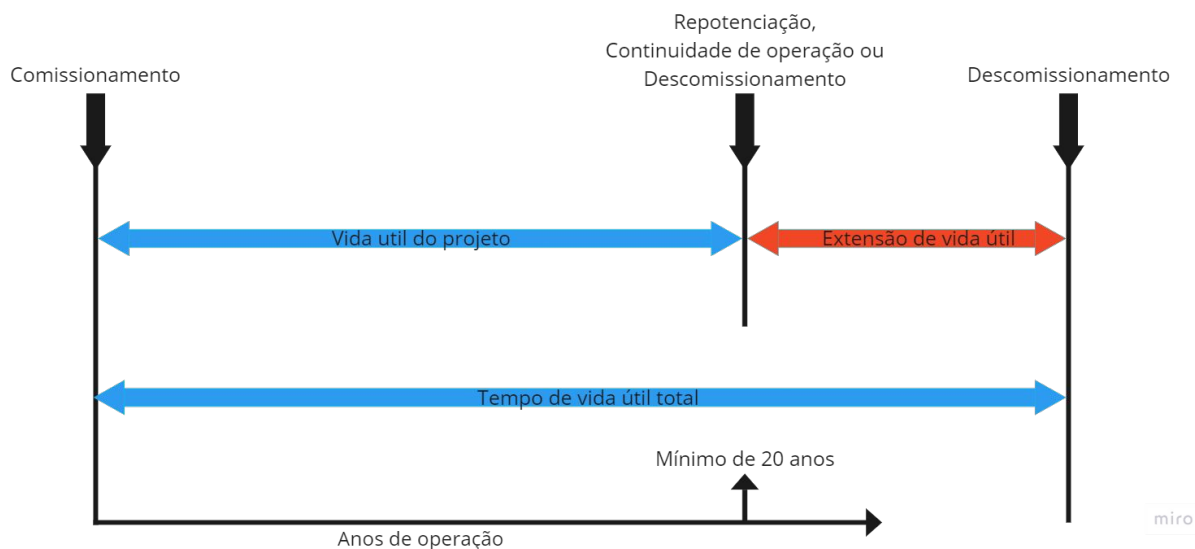 Repotenciação,
Continuidade de operação ou
Descomissionamento
Comissionamento
Descomissionamento
Vida util do projeto
Extensão de vida útil
Tempo de vida útil total
Mínimo de 20 anos
Anos de operação
miro